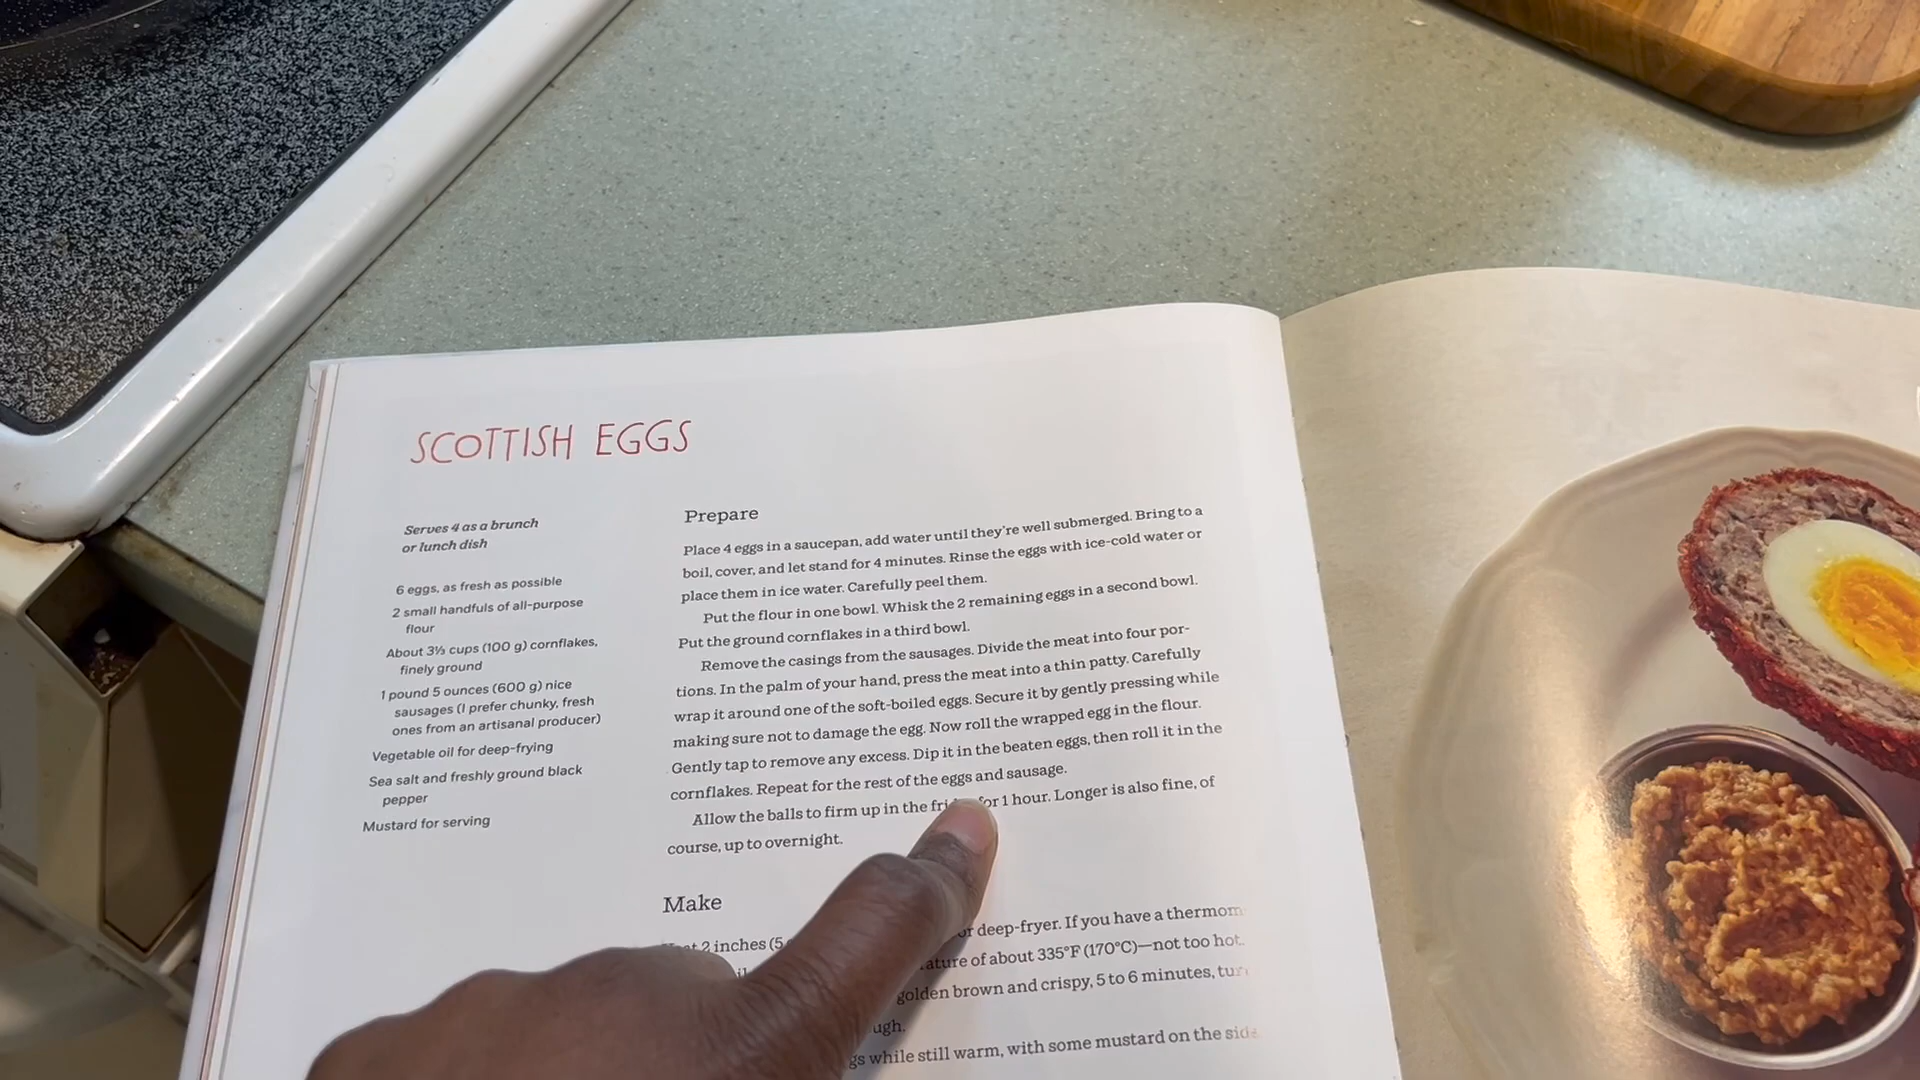 SCOTTISH EGGS
Serves 4 as a brunch
or lunch dish
6 eggs, as fresh as possible
2 small handfuls of all-purpose
flour
About 3⅓ cups (100 g) cornflakes,
finely ground
1 pound 5 ounces (600 g) nice
sausages (I prefer chunky, fresh
ones from an artisanal producer)
Vegetable oil for deep-frying
Sea salt and freshly ground black
pepper
Mustard for serving
Prepare
Place 4 eggs in a saucepan, add water until they're well submerged. Bring to a
boil, cover, and let stand for 4 minutes. Rinse the eggs with ice-cold water or
place them in ice water. Carefully peel them.
Put the flour in one bowl. Whisk the 2 remaining eggs in a second bowl.
Put the ground cornflakes in a third bowl.
Remove the casings from the sausages. Divide the meat into four por-
tions. In the palm of your hand, press the meat into a thin patty. Carefully
wrap it around one of the soft-boiled eggs. Secure it by gently pressing while
making sure not to damage the egg. Now roll the wrapped egg in the flour.
Gently tap to remove any excess. Dip it in the beaten eggs, then roll it in the
cornflakes. Repeat for the rest of the eggs and sausage.
Allow the balls to firm up in the for 1 hour. Longer is also fine, of
course, up to overnight.
Make
2 inches (5 or deep-fryer. If you have a
of about 335°F (170°C)—not too hot.
golden brown and crispy, 5 to 6 minutes,
while still warm, with some mustard on the